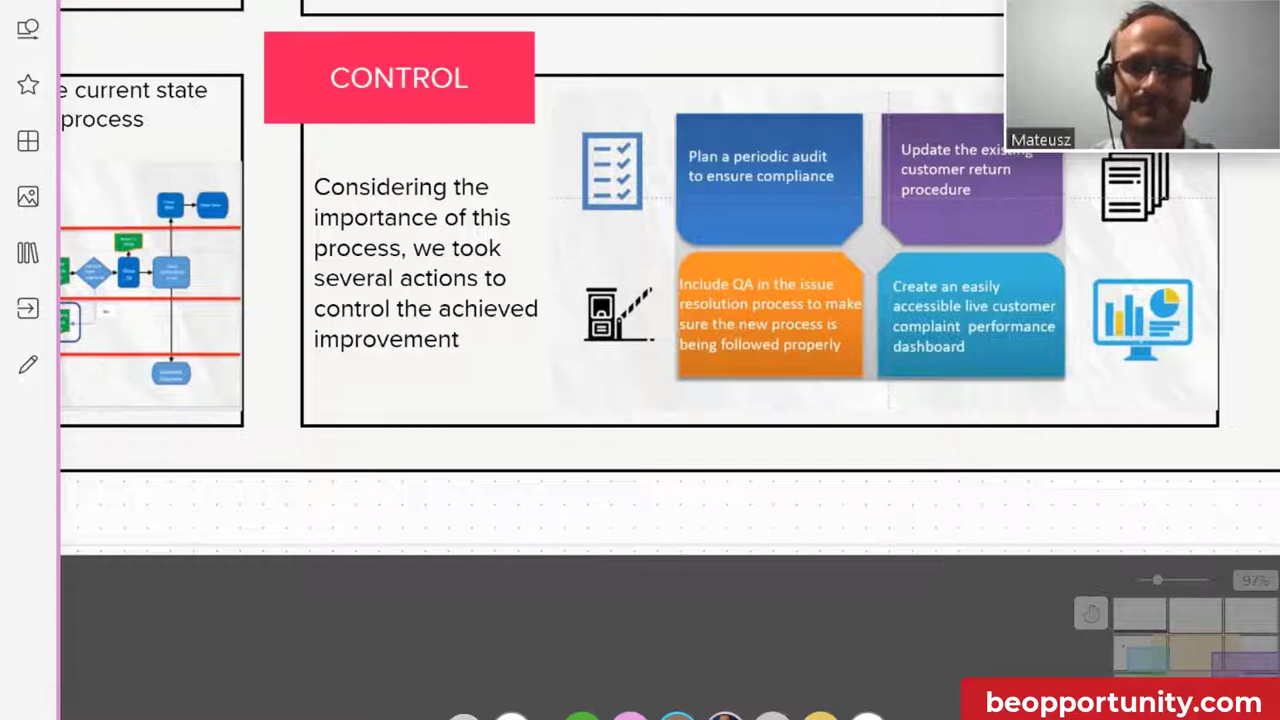 e current state
process
CONTROL
Considering the
importance of this
process, we took
several actions to
control the achieved
improvement
Plan a periodic audit
to ensure compliance
Update the existing
customer return
procedure
Include QA in the issue
resolution process to make
sure the new process is
being followed properly
Create an easily
accessible live customer
complaint performance
dashboard
Mateusz
97%
beopportunity.com